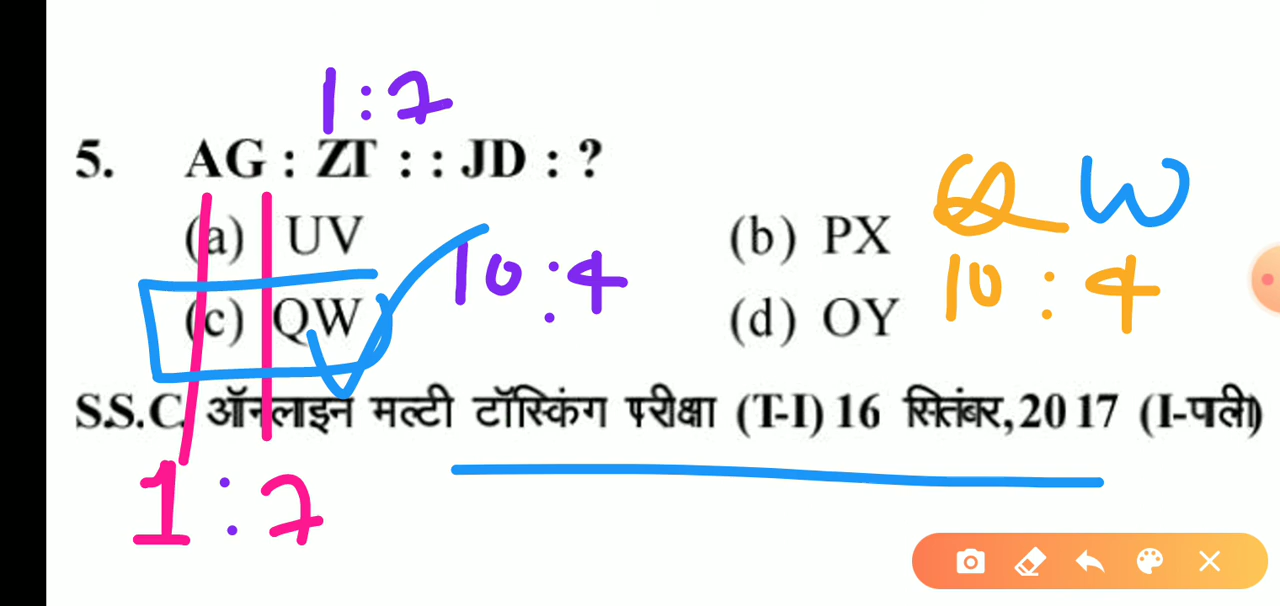 1:7
5. AG : ZT : : JD : ?
Q W
(a) UV
(b) PX
10:4
10:4
(c) QW
(d) OY
S.S.C. ऑनलाइन मल्टी टॉस्किंग परीक्षा (T-I) 16 सितंबर, 2017 (I-पाली)
1:7